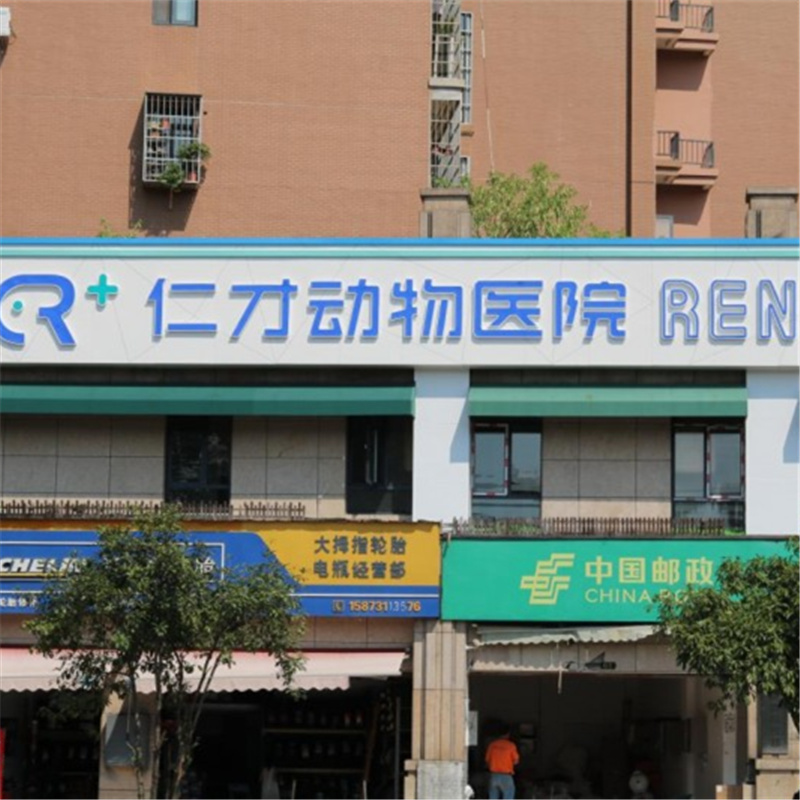 R+ 仁才动物医院 REN
大拇指轮胎
电瓶经营部
15873113576
中国邮政
CHINA